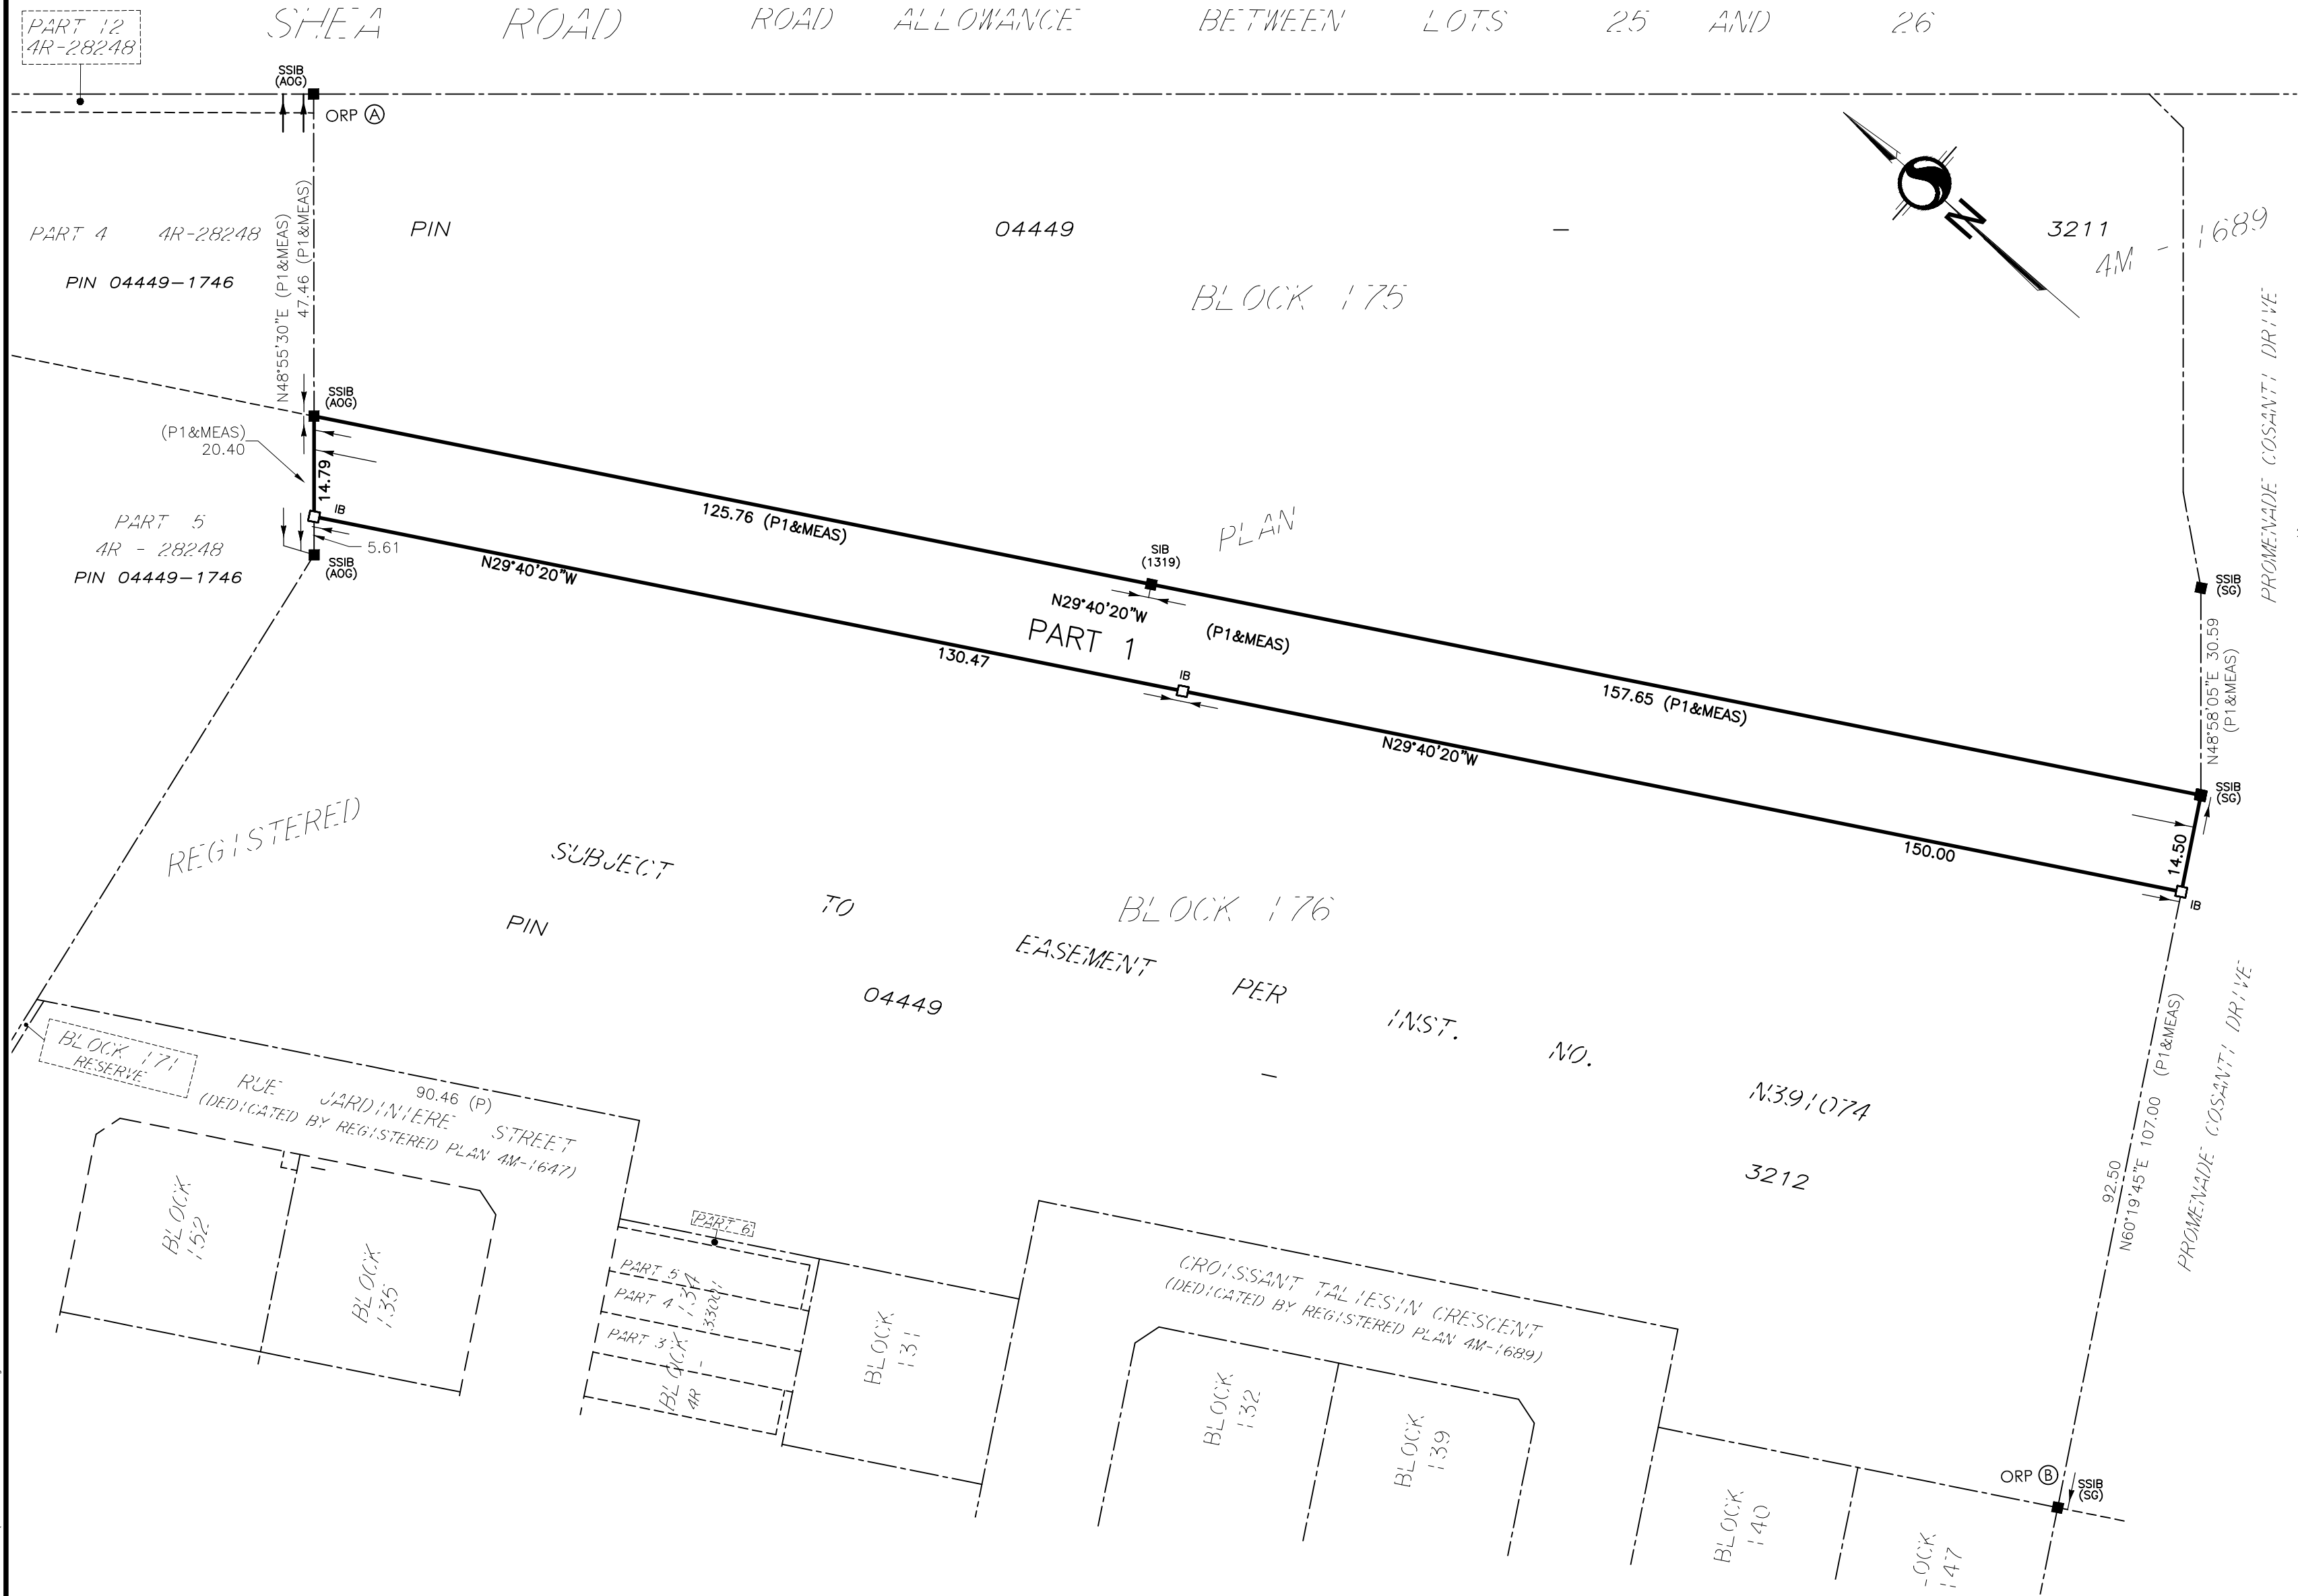 SHEA ROAD ROAD ALLOWANCE BETWEEN LOTS 25 AND 26
PART 12
4R-28248
SSIB
(AOG)
ORP A
N48°55'30"E (P1&MEAS)
47.46 (P1&MEAS)
PART 4 4R-28248
PIN 04449-1746
PIN 04449 - 3211
BLOCK 175
4M - 1689
N
PROMENADE COSANTI DRIVE
SSIB
(AOG)
(P1&MEAS)
20.40
14.79
IB
5.61
SSIB
(AOG)
PART 5
4R - 28248
PIN 04449-1746
125.76 (P1&MEAS)
PLAN
SIB
(1319)
N29°40'20"W
(P1&MEAS)
PART 1
N29°40'20"W
130.47
IB
157.65 (P1&MEAS)
N29°40'20"W
150.00
SSIB
(SG)
N48°58'05"E 30.59
(P1&MEAS)
SSIB
(SG)
14.50
IB
REGISTERED
SUBJECT TO EASEMENT PER INST. NO. N391074
BLOCK 176
PIN 04449 - 3212
92.50
N60°19'45"E 107.00 (P1&MEAS)
PROMENADE COSANTI DRIVE
BLOCK 171
RESERVE
90.46 (P)
RUE JARDINIERE STREET
(DEDICATED BY REGISTERED PLAN 4M-1647)
BLOCK
152
BLOCK
135
PART 6
PART 5
PART 4
PART 3
BLOCK 134
4R - 33001
BLOCK
131
CROISSANT TALIESIN CRESCENT
(DEDICATED BY REGISTERED PLAN 4M-1689)
BLOCK
132
BLOCK
139
BLOCK
140
OCK
147
ORP B
SSIB
(SG)